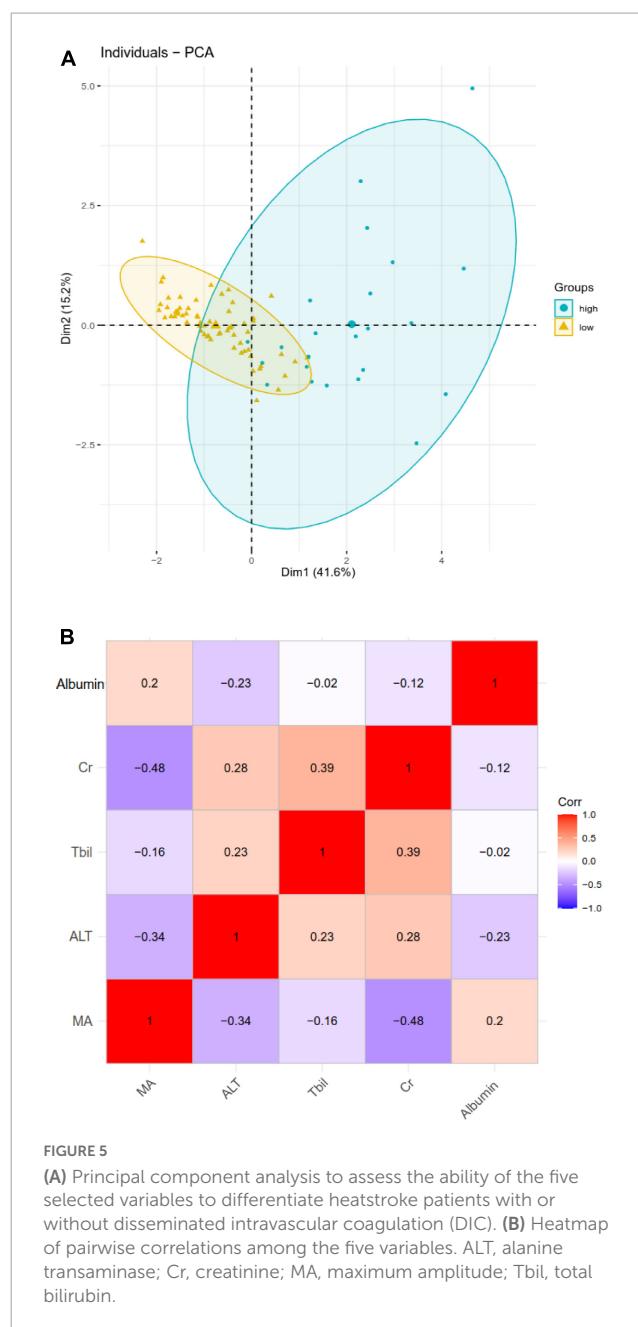 A
Individuals − PCA
5.0
2.5
0.0
−2.5
Dim2 (15.2%)
−2
0
2
4
Dim1 (41.6%)
Groups
high
low
B
Albumin
0.2
−0.23
−0.02
−0.12
1
Cr
−0.48
0.28
0.39
1
−0.12
Tbil
−0.16
0.23
1
0.39
−0.02
ALT
−0.34
1
0.23
0.28
−0.23
MA
1
−0.34
−0.16
−0.48
0.2
MA
ALT
Tbil
Cr
Albumin
Corr
1.0
0.5
0.0
−0.5
−1.0
FIGURE 5
(A) Principal component analysis to assess the ability of the five
selected variables to differentiate heatstroke patients with or
without disseminated intravascular coagulation (DIC). (B) Heatmap
of pairwise correlations among the five variables. ALT, alanine
transaminase; Cr, creatinine; MA, maximum amplitude; Tbil, total
bilirubin.